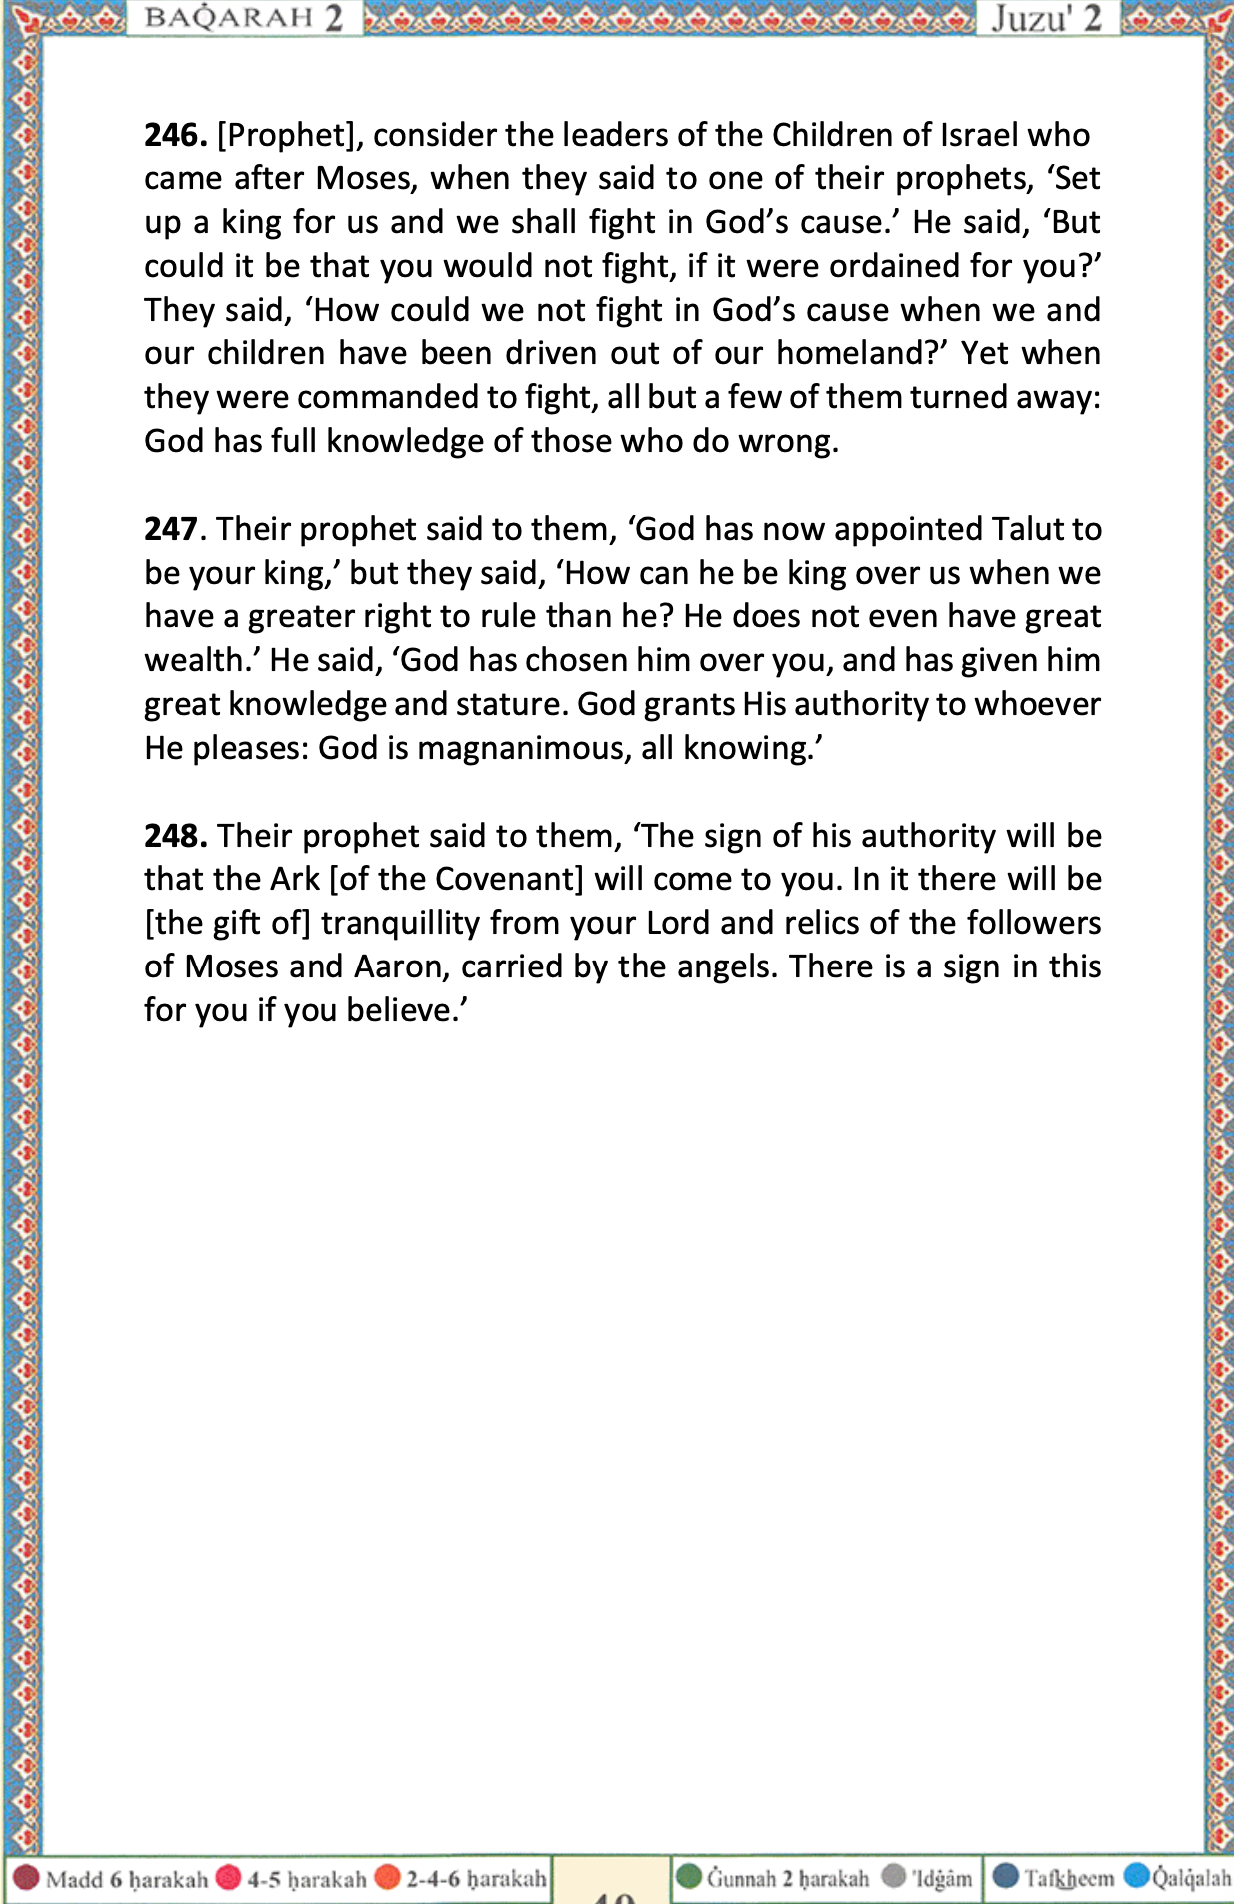 BAQ̇ARAH 2
Juzu' 2
246. [Prophet], consider the leaders of the Children of Israel who
came after Moses, when they said to one of their prophets, ‘Set
up a king for us and we shall fight in God’s cause.’ He said, ‘But
could it be that you would not fight, if it were ordained for you?’
They said, ‘How could we not fight in God’s cause when we and
our children have been driven out of our homeland?’ Yet when
they were commanded to fight, all but a few of them turned away:
God has full knowledge of those who do wrong.
247. Their prophet said to them, ‘God has now appointed Talut to
be your king,’ but they said, ‘How can he be king over us when we
have a greater right to rule than he? He does not even have great
wealth.’ He said, ‘God has chosen him over you, and has given him
great knowledge and stature. God grants His authority to whoever
He pleases: God is magnanimous, all knowing.’
248. Their prophet said to them, ‘The sign of his authority will be
that the Ark [of the Covenant] will come to you. In it there will be
[the gift of] tranquillity from your Lord and relics of the followers
of Moses and Aaron, carried by the angels. There is a sign in this
for you if you believe.’
Madd 6 ḥarakah 4-5 ḥarakah 2-4-6 ḥarakah
Ġunnah 2 ḥarakah 'Idġâm Tafk͟heem Q̇alq̇alah